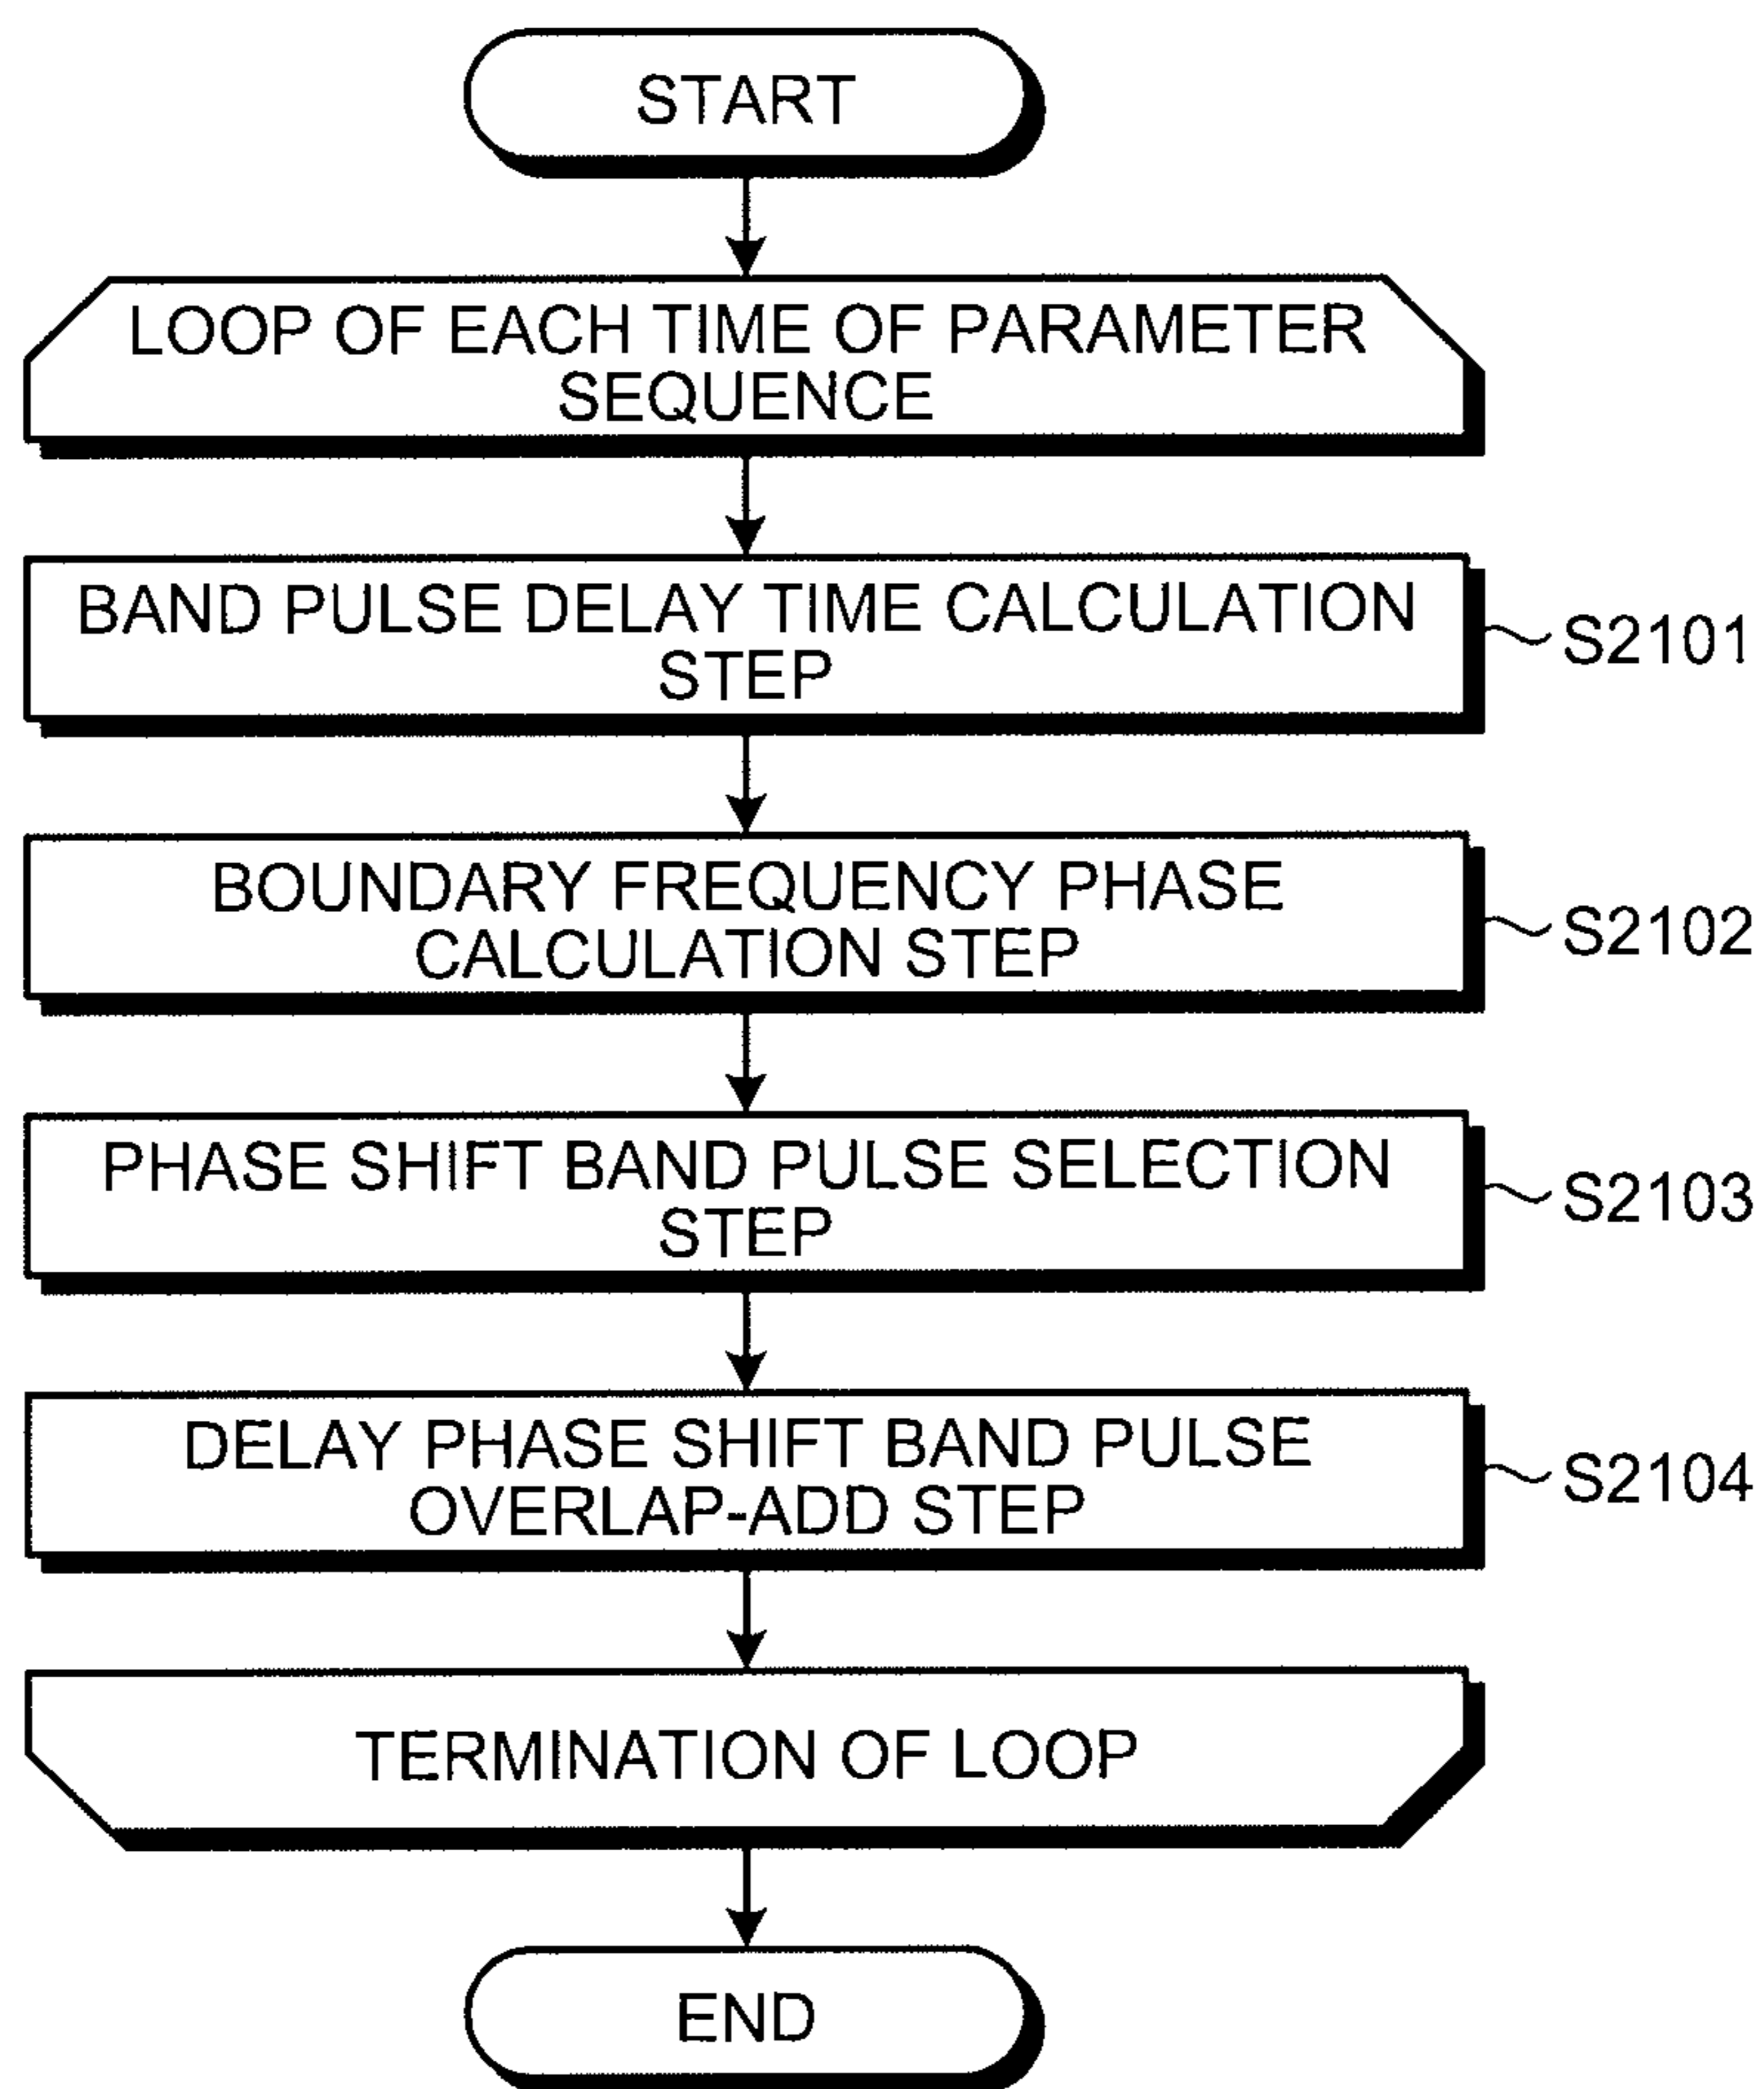 START
LOOP OF EACH TIME OF PARAMETER
SEQUENCE
BAND PULSE DELAY TIME CALCULATION
STEP
S2101
BOUNDARY FREQUENCY PHASE
CALCULATION STEP
S2102
PHASE SHIFT BAND PULSE SELECTION
STEP
S2103
DELAY PHASE SHIFT BAND PULSE
OVERLAP-ADD STEP
S2104
TERMINATION OF LOOP
END